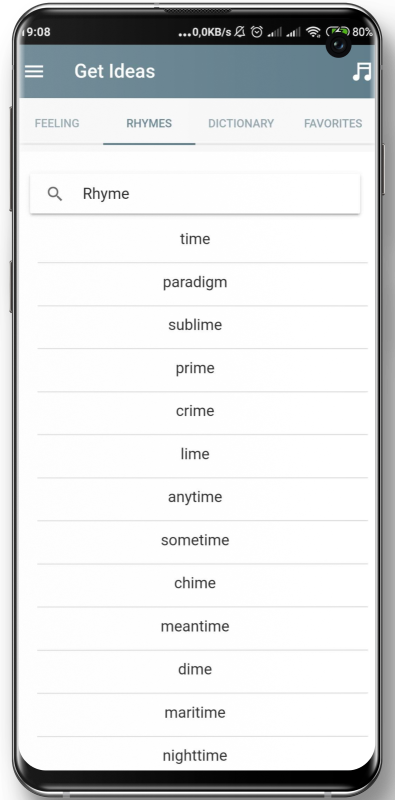 19:08
...0,0KB/s
80%
Get Ideas
FEELING RHYMES DICTIONARY FAVORITES
Rhyme
time
paradigm
sublime
prime
crime
lime
anytime
sometime
chime
meantime
dime
maritime
nighttime